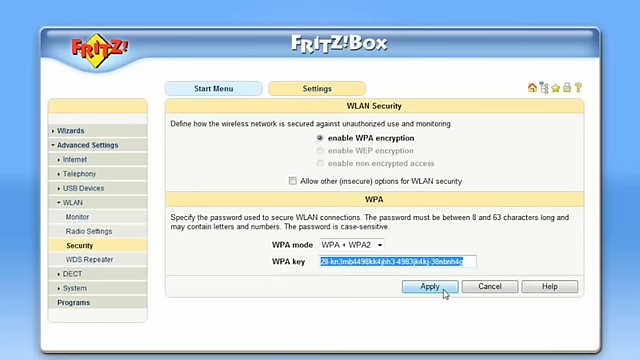 FRITZ!
FRITZ!Box
Start Menu
Settings
Wizards
Advanced Settings
Internet
Telephony
USB Devices
WLAN
Monitor
Radio Settings
Security
WDS Repeater
DECT
System
Programs
WLAN Security
Define how the wireless network is secured against unauthorized use and monitoring.
enable WPA encryption
enable WEP encryption
enable non-encrypted access
Allow other (insecure) options for WLAN security
WPA
Specify the password used to secure WLAN connections. The password must be between 8 and 63 characters long and
may contain letters and numbers. The password is case-sensitive.
WPA mode WPA + WPA2
WPA key
Apply Cancel Help